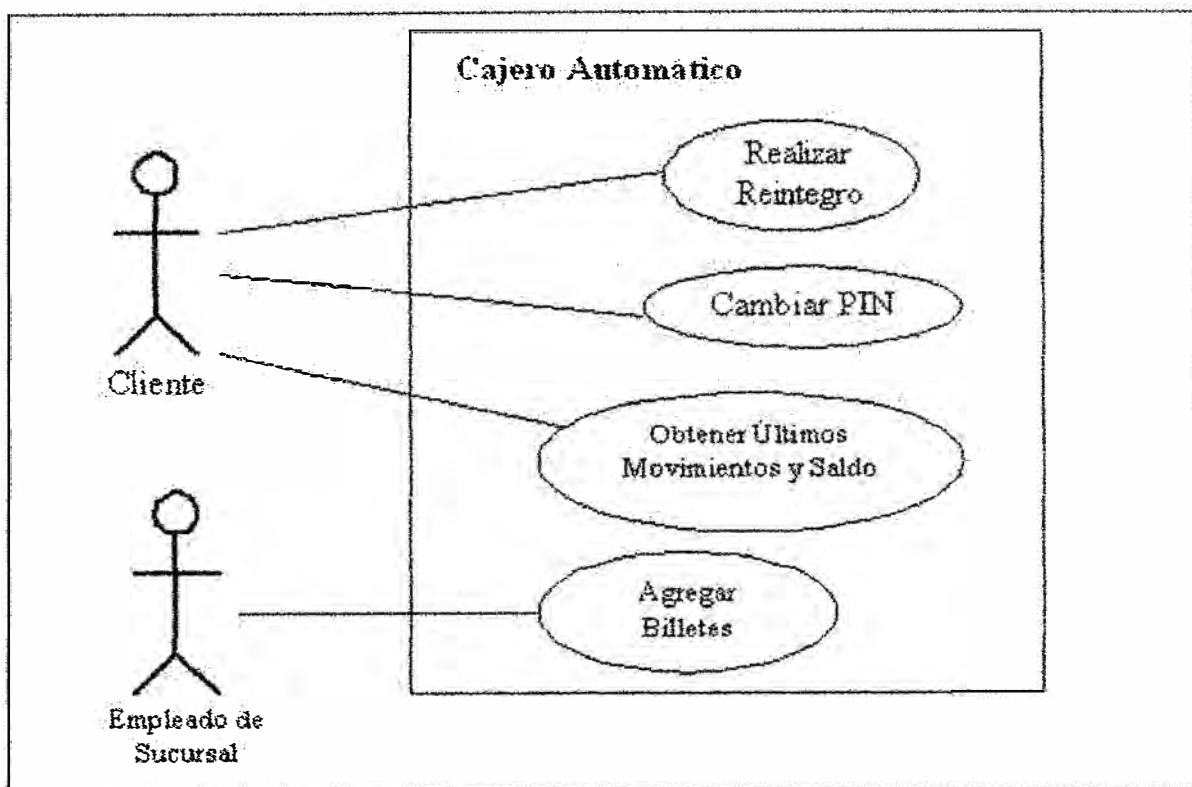 Cajero Automático
Realizar
Reintegro
Cambiar PIN
Cliente
Obtener Últimos
Movimientos y Saldo
Agregar
Billetes
Empleado de
Sucursal